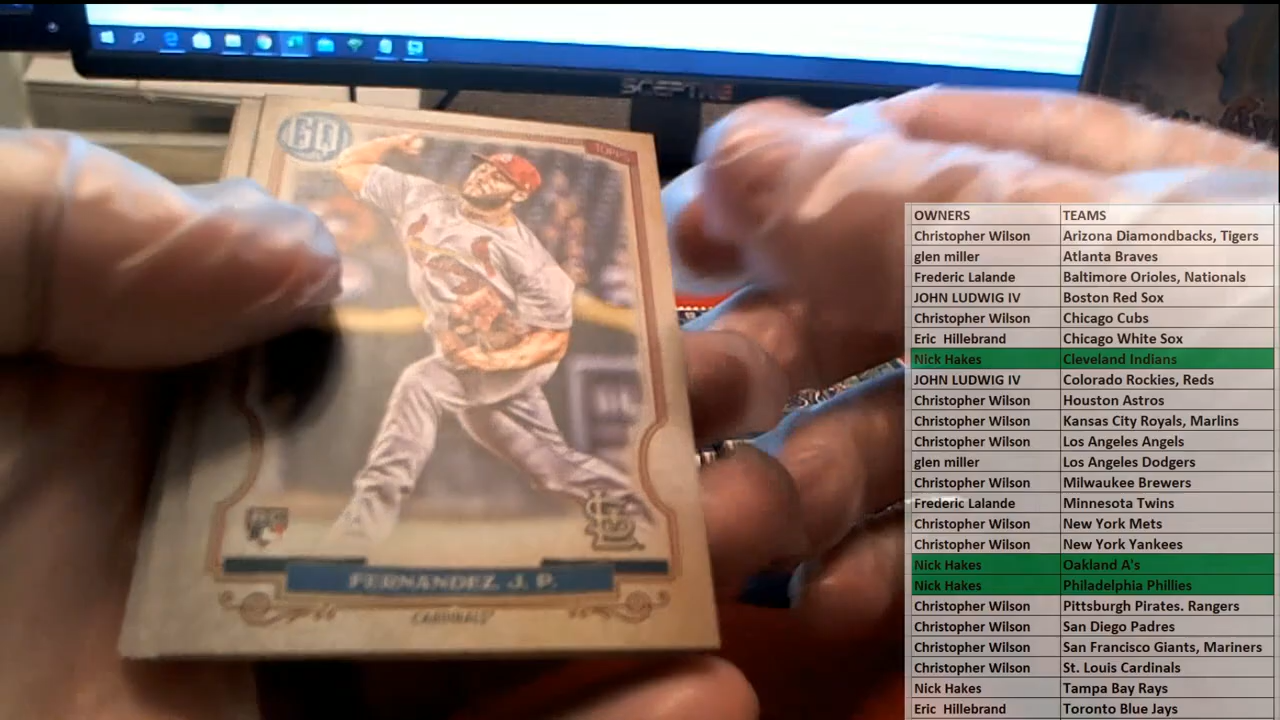 SCEPTRE
GQ
TOPPS
RC
FERNANDEZ, J. P.
CARDINALS
OWNERS TEAMS
Christopher Wilson Arizona Diamondbacks, Tigers
glen miller Atlanta Braves
Frederic Lalande Baltimore Orioles, Nationals
JOHN LUDWIG IV Boston Red Sox
Christopher Wilson Chicago Cubs
Eric Hillebrand Chicago White Sox
Nick Hakes Cleveland Indians
JOHN LUDWIG IV Colorado Rockies, Reds
Christopher Wilson Houston Astros
Christopher Wilson Kansas City Royals, Marlins
Christopher Wilson Los Angeles Angels
glen miller Los Angeles Dodgers
Christopher Wilson Milwaukee Brewers
Frederic Lalande Minnesota Twins
Christopher Wilson New York Mets
Christopher Wilson New York Yankees
Nick Hakes Oakland A's
Nick Hakes Philadelphia Phillies
Christopher Wilson Pittsburgh Pirates. Rangers
Christopher Wilson San Diego Padres
Christopher Wilson San Francisco Giants, Mariners
Christopher Wilson St. Louis Cardinals
Nick Hakes Tampa Bay Rays
Eric Hillebrand Toronto Blue Jays